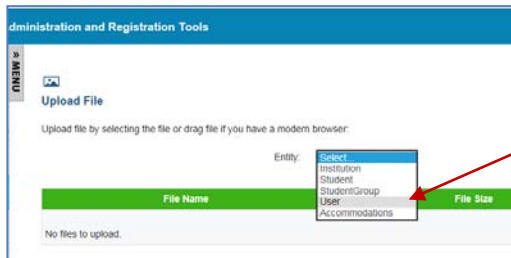 dministration and Registration Tools
» MENU
Upload File
Upload file by selecting the file or drag file if you have a modern browser:
Entity: Select...
Institution
Student
StudentGroup
User
Accommodations
File Name File Size
No files to upload.